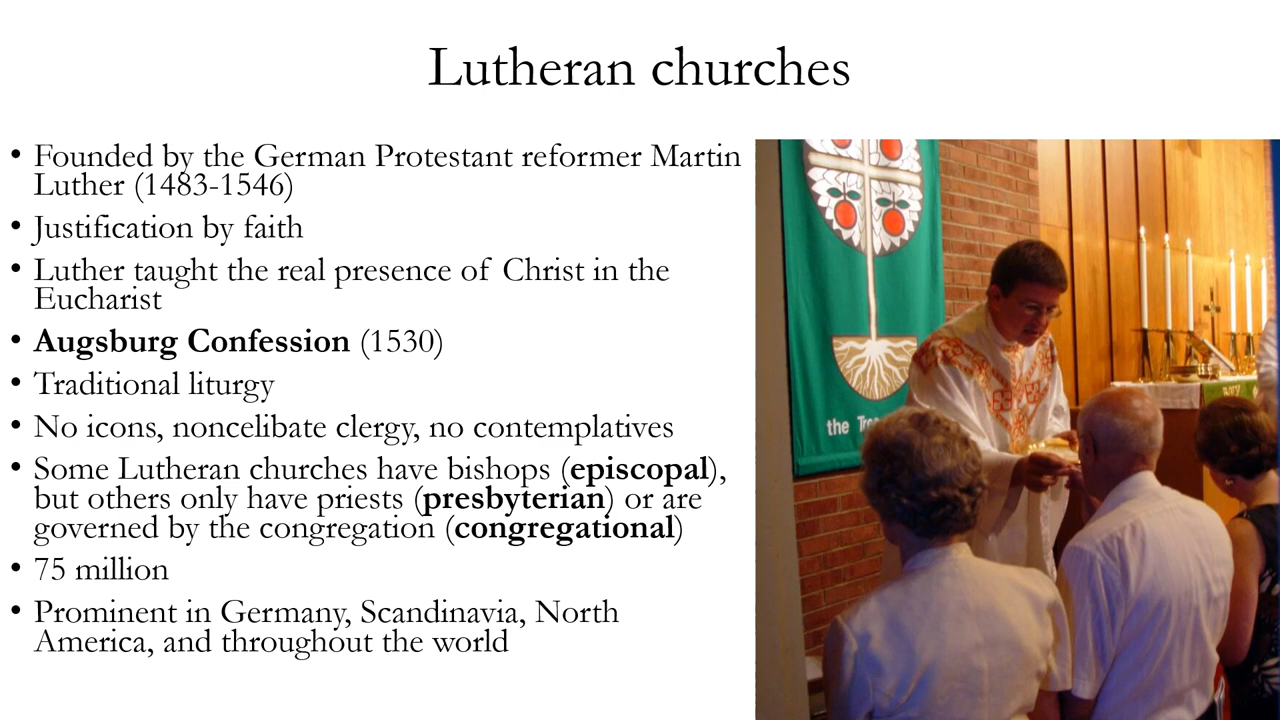 Lutheran churches
• Founded by the German Protestant reformer Martin
Luther (1483-1546)
• Justification by faith
• Luther taught the real presence of Christ in the
Eucharist
• Augsburg Confession (1530)
• Traditional liturgy
• No icons, noncelibate clergy, no contemplatives
• Some Lutheran churches have bishops (episcopal),
but others only have priests (presbyterian) or are
governed by the congregation (congregational)
• 75 million
• Prominent in Germany, Scandinavia, North
America, and throughout the world
the